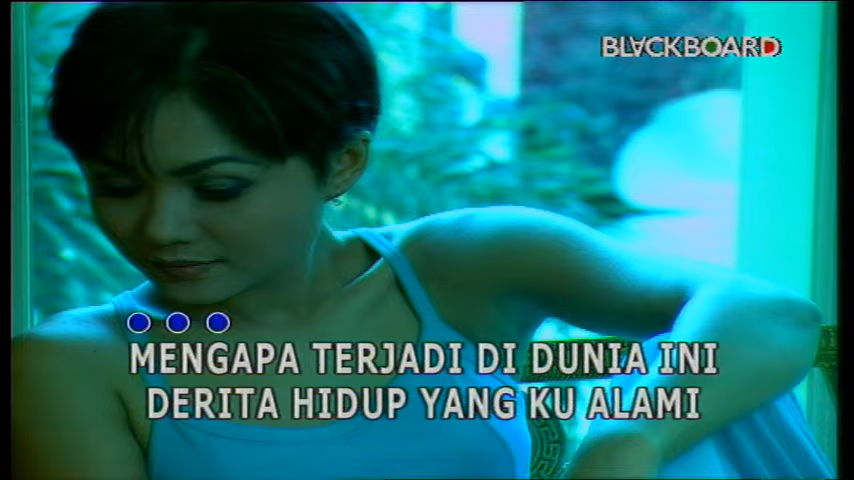 BLACKBOARD
MENGAPA TERJADI DI DUNIA INI
DERITA HIDUP YANG KU ALAMI